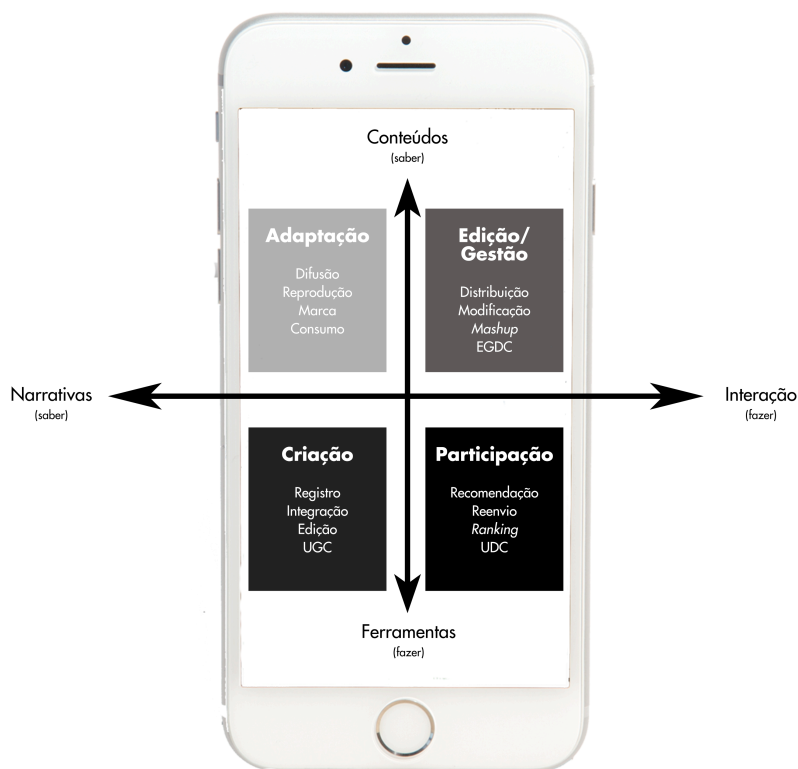 Conteúdos
(saber)
Adaptação
Difusão
Reprodução
Marca
Consumo
Edição/
Gestão
Distribuição
Modificação
Mashup
EGDC
Narrativas
(saber)
Interação
(fazer)
Criação
Registro
Integração
Edição
UGC
Participação
Recomendação
Reenvio
Ranking
UDC
Ferramentas
(fazer)